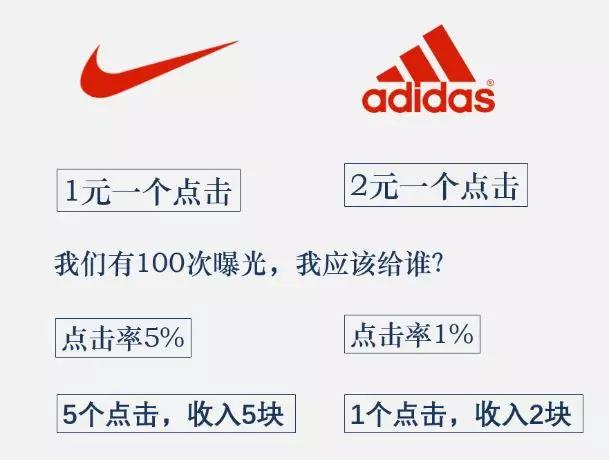 adidas®
1元一个点击
2元一个点击
我们有100次曝光，我应该给谁？
点击率5%
点击率1%
5个点击，收入5块
1个点击，收入2块